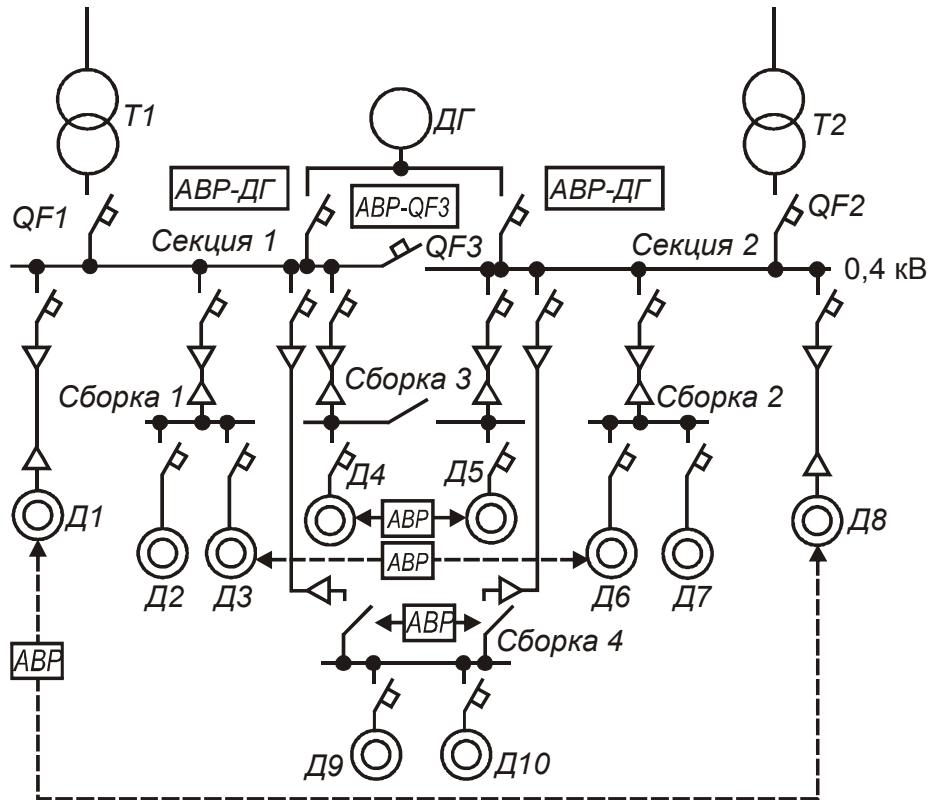 Т1
ДГ
Т2
АВР-ДГ
АВР-QF3
АВР-ДГ
QF1
QF2
Секция 1
QF3
Секция 2
0,4 кВ
Сборка 1
Сборка 3
Сборка 2
Д1
Д4
Д5
Д8
АВР
АВР
Д2
Д3
Д6
Д7
АВР
Сборка 4
АВР
Д9
Д10